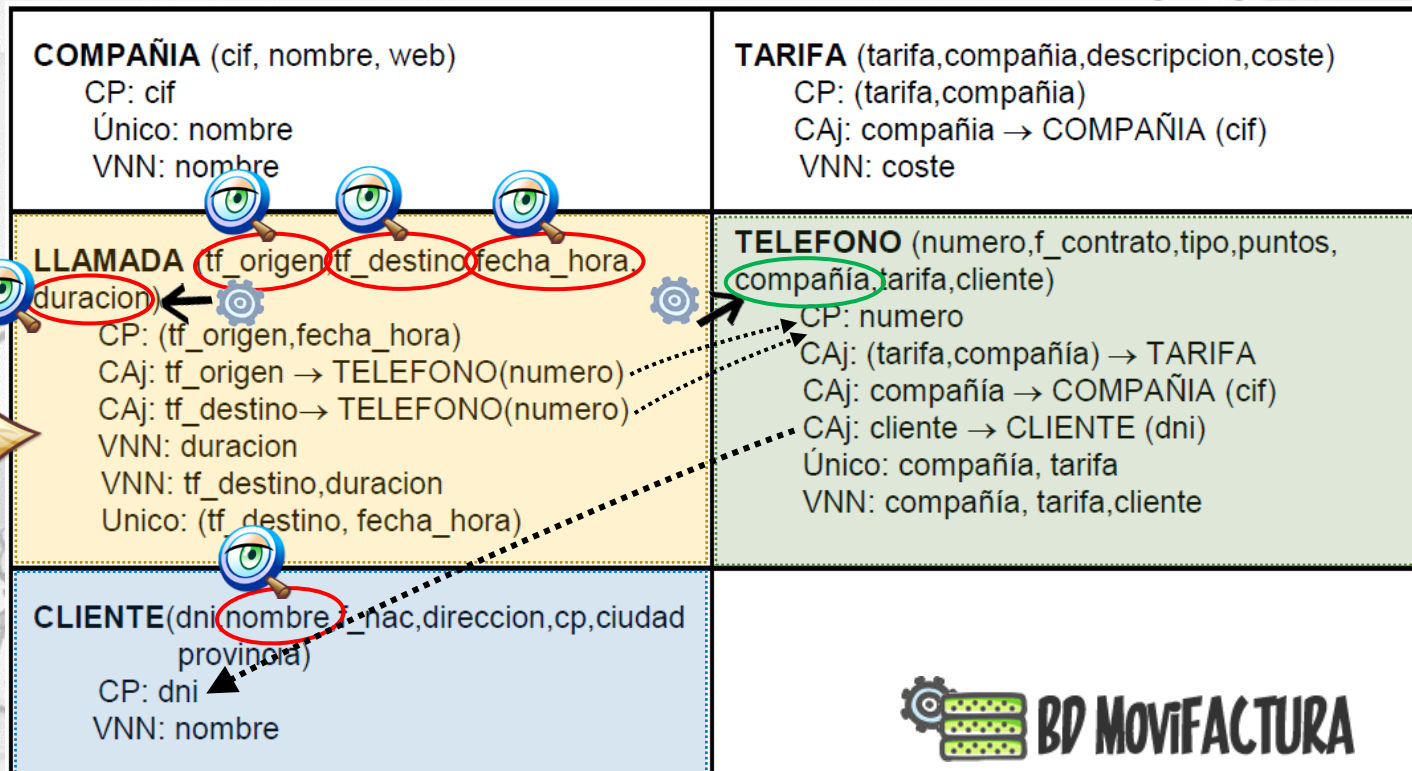 COMPAÑIA (cif, nombre, web)
CP: cif
Único: nombre
VNN: nombre
TARIFA (tarifa,compañia,descripcion,coste)
CP: (tarifa,compañia)
CAj: compañia → COMPAÑIA (cif)
VNN: coste
LLAMADA (tf_origen,tf_destino,fecha_hora,
duracion)
CP: (tf_origen,fecha_hora)
CAj: tf_origen → TELEFONO(numero)
CAj: tf_destino→ TELEFONO(numero)
VNN: duracion
VNN: tf_destino,duracion
Unico: (tf_destino, fecha_hora)
TELEFONO (numero,f_contrato,tipo,puntos,
compañía,tarifa,cliente)
CP: numero
CAj: (tarifa,compañía) → TARIFA
CAj: compañía → COMPAÑIA (cif)
CAj: cliente → CLIENTE (dni)
Único: compañía, tarifa
VNN: compañía, tarifa,cliente
CLIENTE(dni,nombre,f_nac,direccion,cp,ciudad
provincia)
CP: dni
VNN: nombre
BD MOViFACTURA